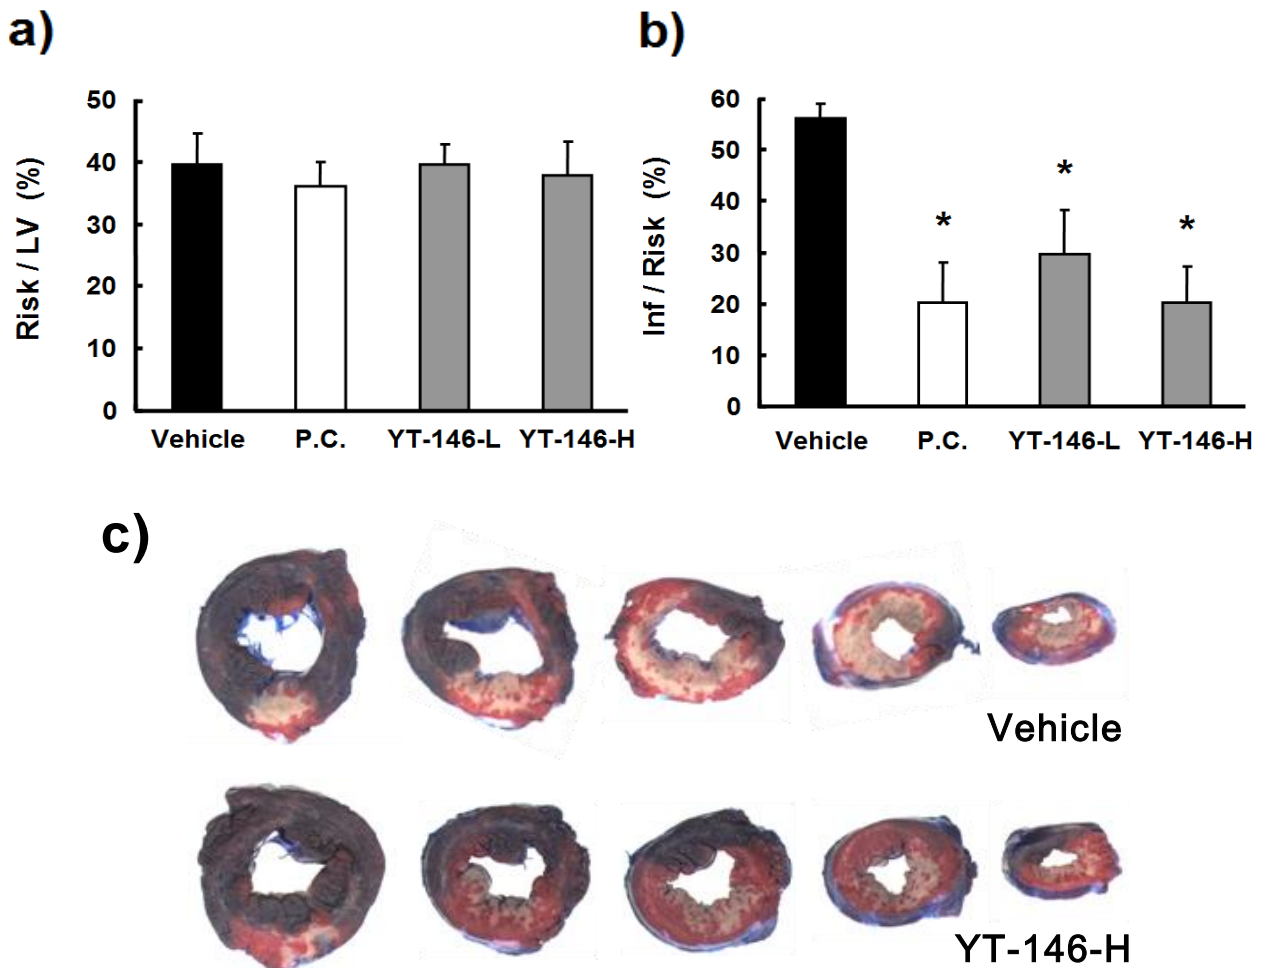 a)
50
40
30
20
10
0
Risk / LV (%)
Vehicle P.C. YT-146-L YT-146-H
b)
60
50
40
30
20
10
0
Inf / Risk (%)
* * *
Vehicle P.C. YT-146-L YT-146-H
c)
Vehicle
YT-146-H